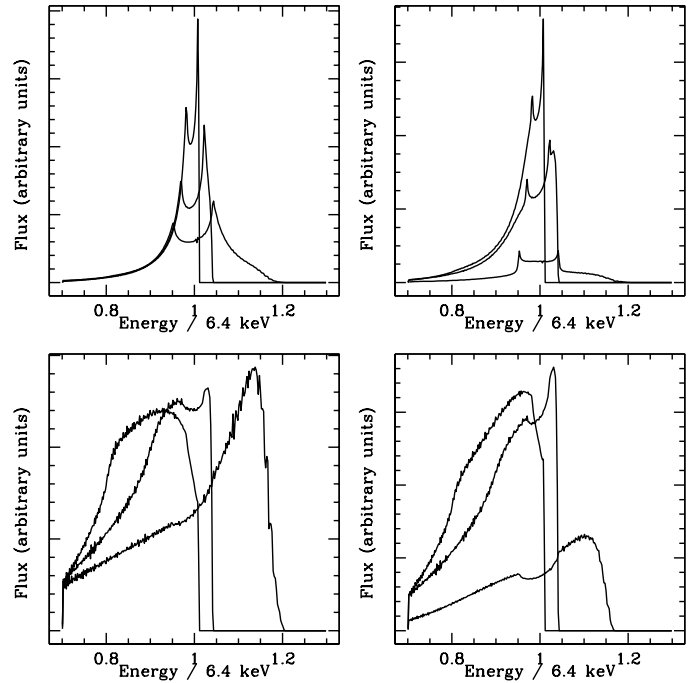 Flux (arbitrary units)
0.8 1 1.2
Energy / 6.4 keV
Flux (arbitrary units)
0.8 1 1.2
Energy / 6.4 keV
Flux (arbitrary units)
0.8 1 1.2
Energy / 6.4 keV
Flux (arbitrary units)
0.8 1 1.2
Energy / 6.4 keV